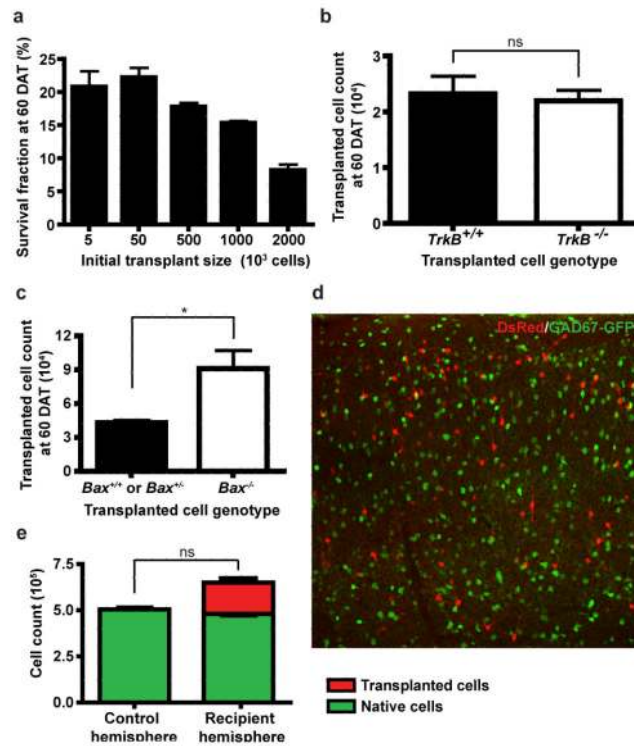 a
Survival fraction at 60 DAT (%)
25
20
15
10
5
0
5 50 500 1000 2000
Initial transplant size (10³ cells)
b
Transplanted cell count
at 60 DAT (10⁴)
3
2
1
0
ns
TrkB+/+ TrkB-/-
Transplanted cell genotype
c
Transplanted cell count
at 60 DAT (10⁴)
12
9
6
3
0
*
Bax+/+ or Bax+/- Bax-/-
Transplanted cell genotype
d
DsRed/GAD67-GFP
e
Cell count (10⁵)
7.5
5.0
2.5
0.0
ns
Control
hemisphere
Recipient
hemisphere
Transplanted cells
Native cells